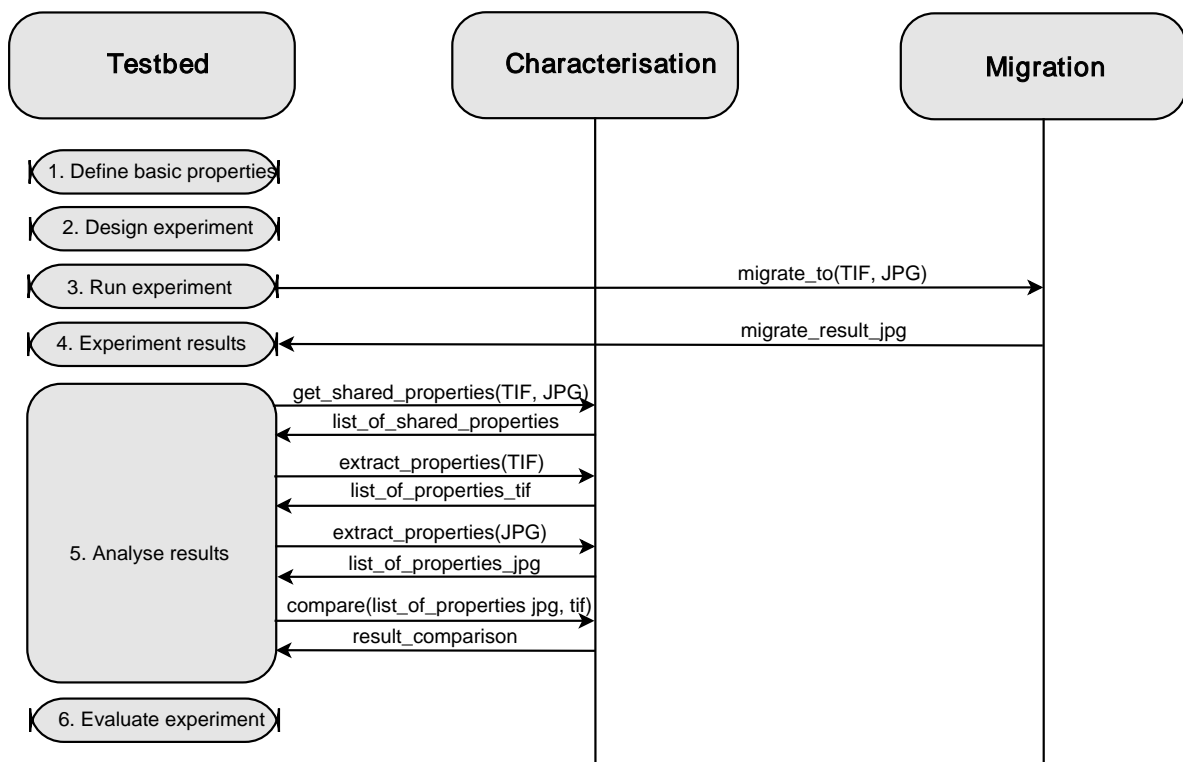 Testbed
Characterisation
Migration
1. Define basic properties
2. Design experiment
3. Run experiment
migrate_to(TIF, JPG)
4. Experiment results
migrate_result_jpg
get_shared_properties(TIF, JPG)
list_of_shared_properties
extract_properties(TIF)
list_of_properties_tif
extract_properties(JPG)
5. Analyse results
list_of_properties_jpg
compare(list_of_properties jpg, tif)
result_comparison
6. Evaluate experiment